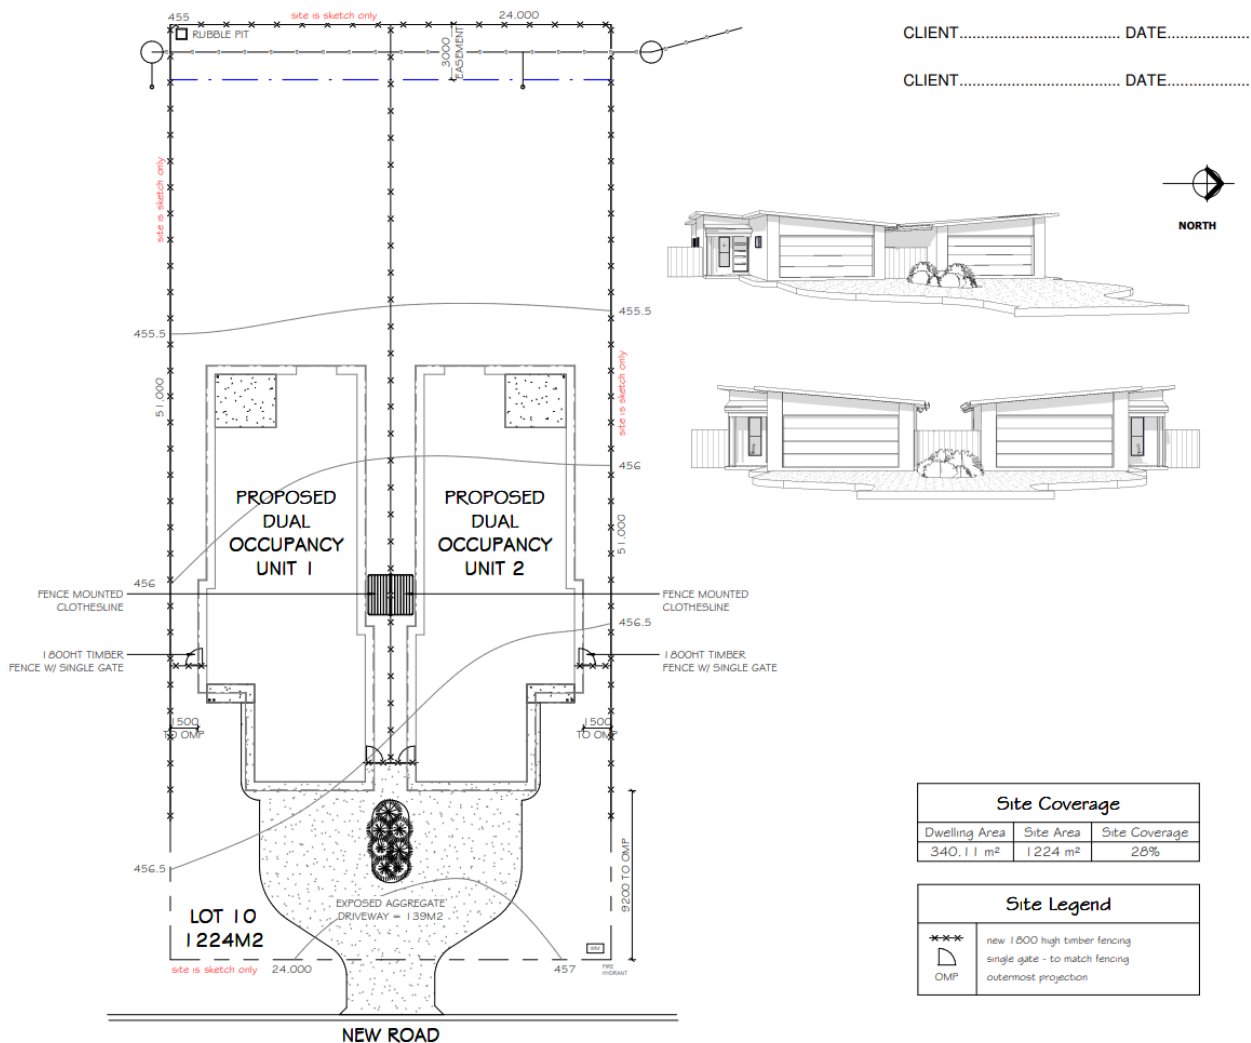 455
site is sketch only
24.000
CLIENT..................................... DATE...................
RUBBLE PIT
3000
EASEMENT
CLIENT..................................... DATE...................
site is sketch only
NORTH
455.5
455.5
51.000
site is sketch only
456
PROPOSED
DUAL
OCCUPANCY
UNIT 1
PROPOSED
DUAL
OCCUPANCY
UNIT 2
51.000
456
FENCE MOUNTED
CLOTHESLINE
FENCE MOUNTED
CLOTHESLINE
456.5
1800HT TIMBER
FENCE W/ SINGLE GATE
1800HT TIMBER
FENCE W/ SINGLE GATE
1500
TO OMP
1500
TO OMP
Site Coverage
Dwelling Area Site Area Site Coverage
340.11 m² 1224 m² 28%
456.5
9200 TO OMP
EXPOSED AGGREGATE
DRIVEWAY = 139M2
LOT 10
1224M2
WM
site is sketch only
24.000
457
FIRE
HYDRANT
NEW ROAD
Site Legend
new 1800 high timber fencing
single gate - to match fencing
OMP outermost projection